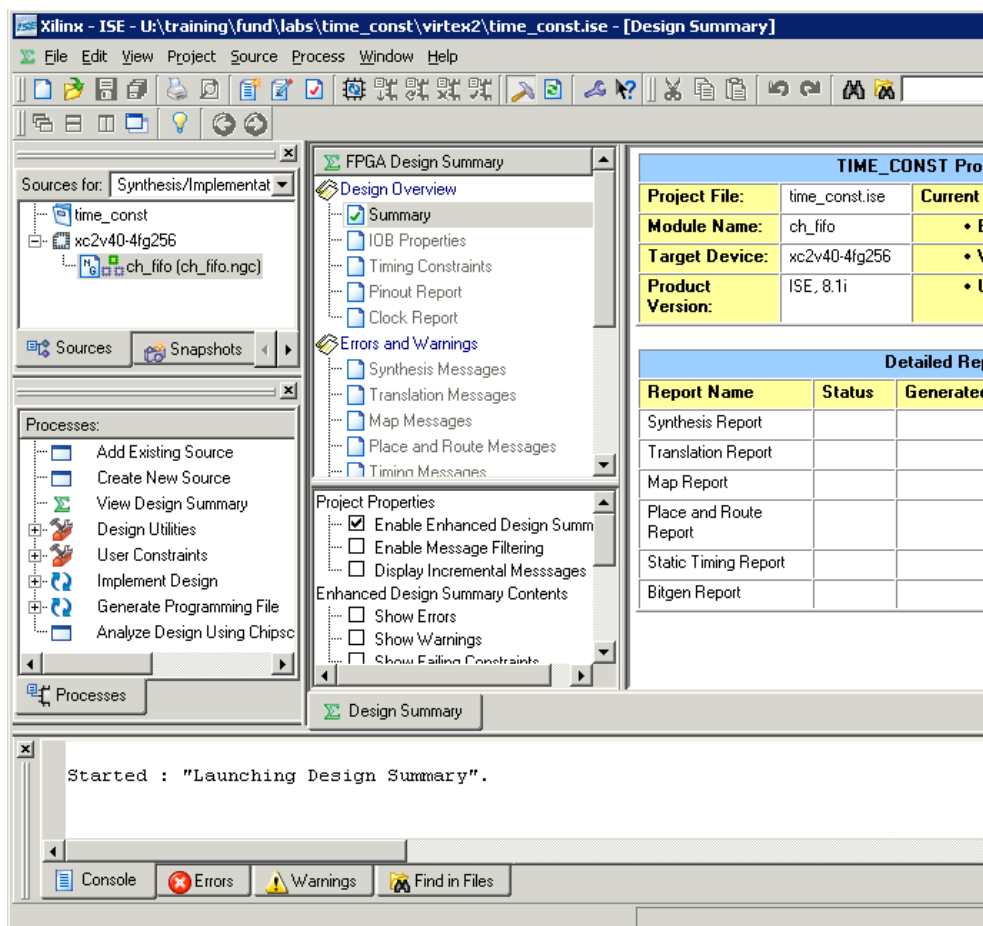 Xilinx - ISE - U:\training\fund\labs\time_const\virtex2\time_const.ise - [Design Summary]
File Edit View Project Source Process Window Help
Sources for: Synthesis/Implementat
time_const
xc2v40-4fg256
ch_fifo (ch_fifo.ngc)
Sources Snapshots
Processes:
Add Existing Source
Create New Source
View Design Summary
Design Utilities
User Constraints
Implement Design
Generate Programming File
Analyze Design Using Chipsc
Processes
FPGA Design Summary
Design Overview
Summary
IOB Properties
Timing Constraints
Pinout Report
Clock Report
Errors and Warnings
Synthesis Messages
Translation Messages
Map Messages
Place and Route Messages
Timing Messages
Project Properties
Enable Enhanced Design Summ
Enable Message Filtering
Display Incremental Messsages
Enhanced Design Summary Contents
Show Errors
Show Warnings
Show Failing Constraints
Design Summary
TIME_CONST Pro
Project File: time_const.ise Current
Module Name: ch_fifo
Target Device: xc2v40-4fg256
Product Version: ISE, 8.1i
Detailed Rep
Report Name Status Generated
Synthesis Report
Translation Report
Map Report
Place and Route
Report
Static Timing Report
Bitgen Report
Started : "Launching Design Summary".
Console Errors Warnings Find in Files